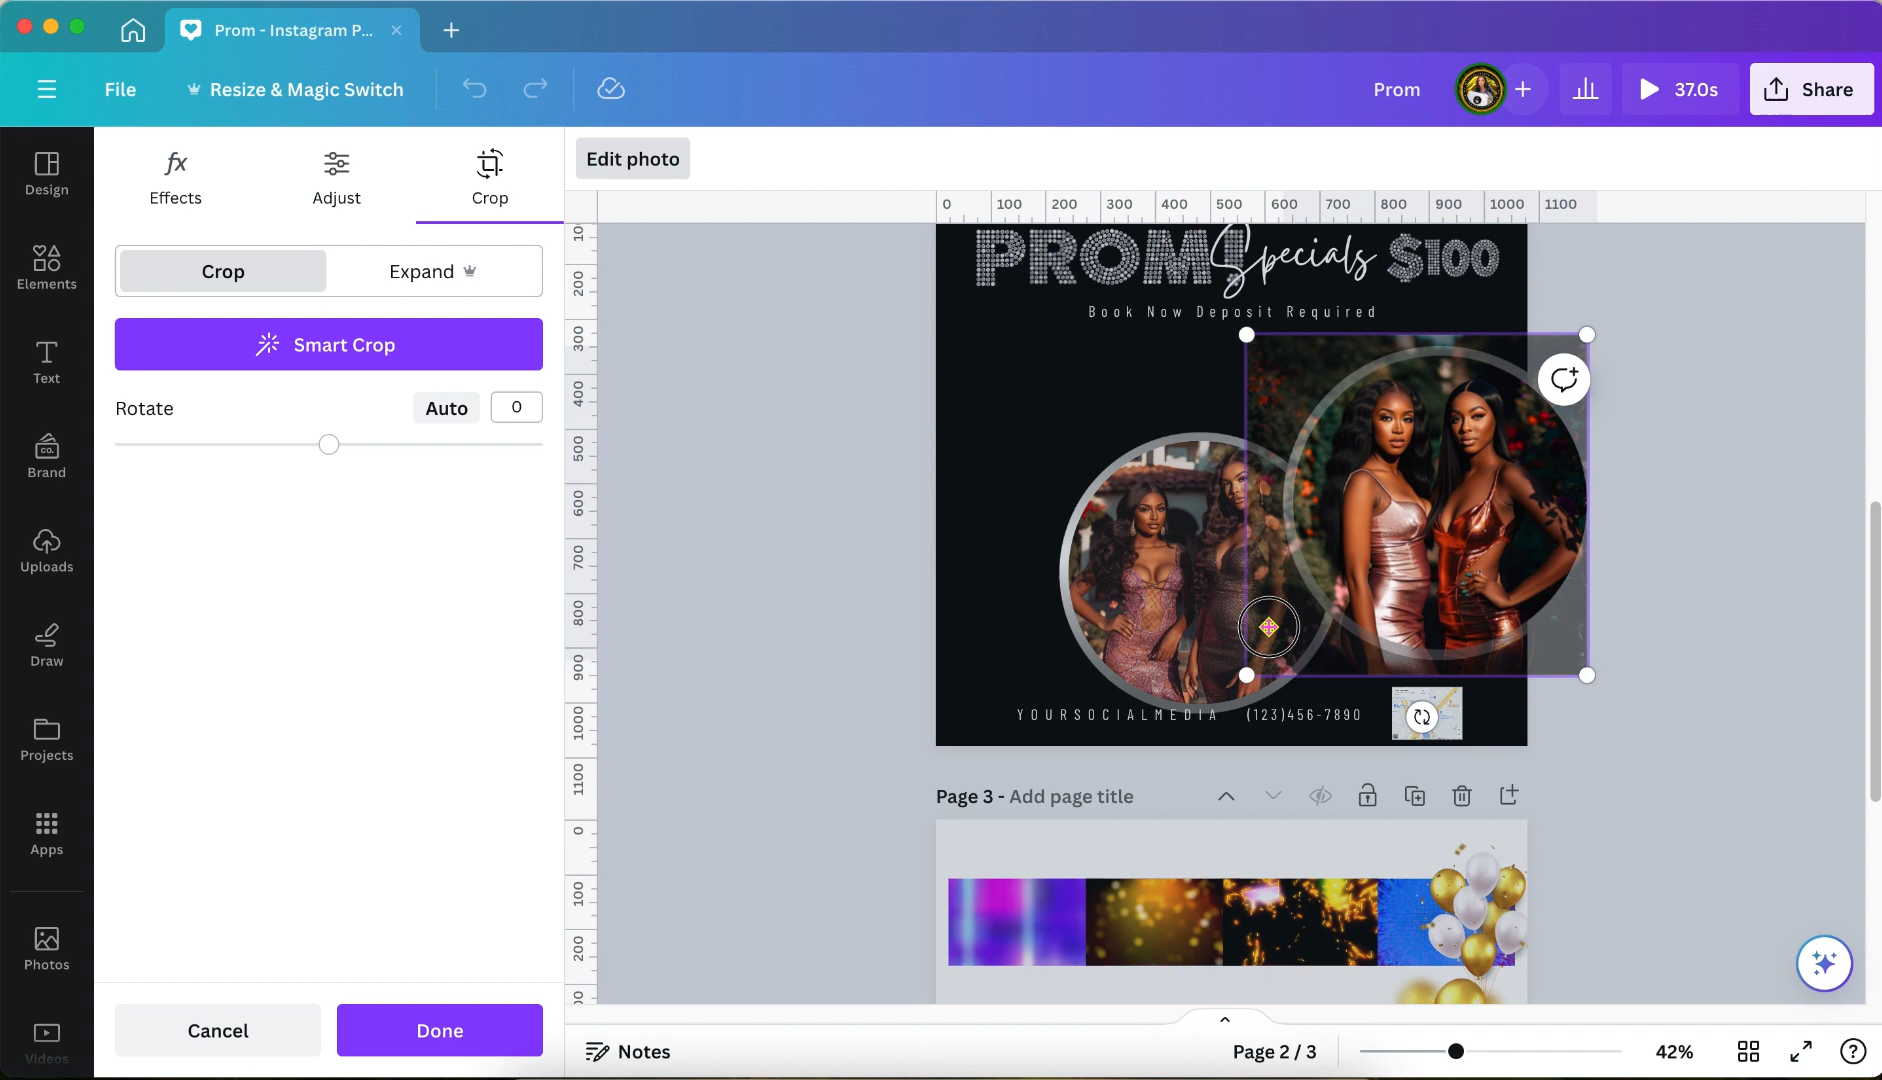 Prom - Instagram P...
File
Resize & Magic Switch
Prom
37.0s
Share
Design
Elements
Text
CO.
Brand
Uploads
Draw
Projects
Apps
Photos
Videos
fx
Effects
Adjust
Crop
Crop
Expand
Smart Crop
Rotate
Auto
0
Cancel
Done
Edit photo
0 100 200 300 400 500 600 700 800 900 1000 1100
10 200 300 400 500 600 700 800 900 1000 1100
0 100 200
PROM! Specials $100
Book Now Deposit Required
YOURSOCIALMEDIA (123)456-7890
Page 3 - Add page title
Notes
Page 2 / 3
42%
?